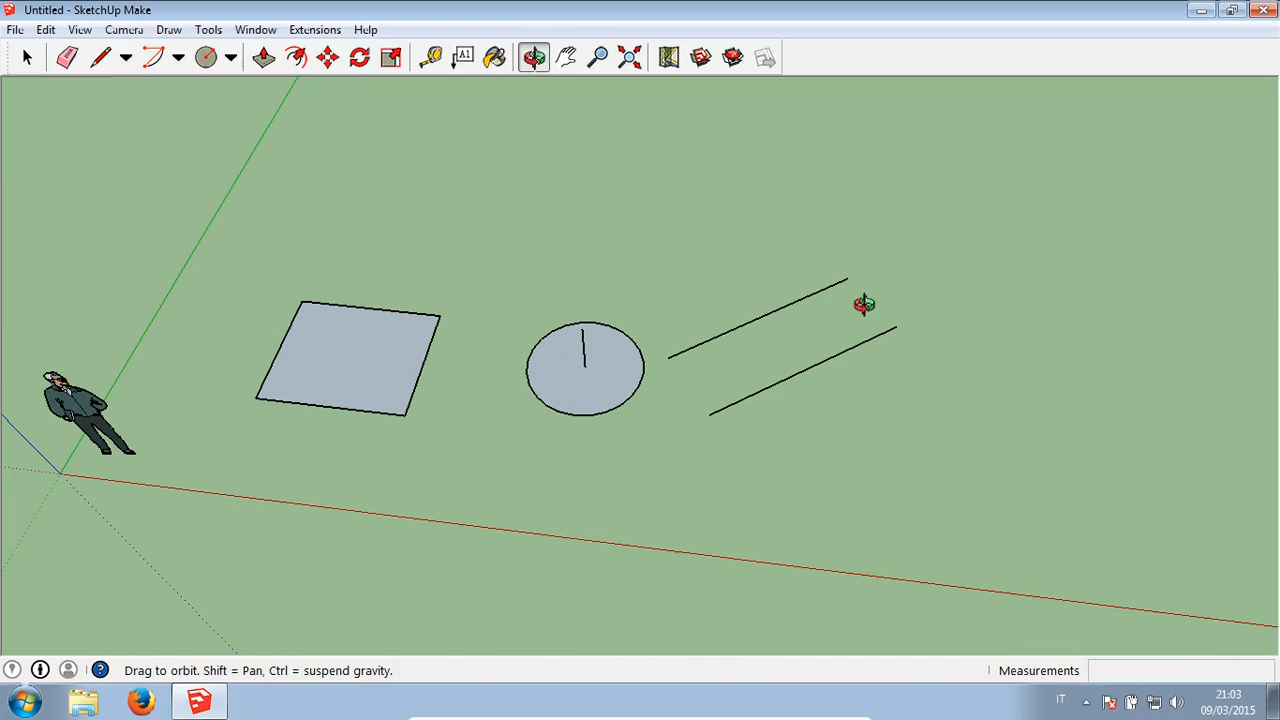 Untitled - SketchUp Make
File Edit View Camera Draw Tools Window Extensions Help
A1
Drag to orbit. Shift = Pan, Ctrl = suspend gravity.
Measurements
IT
21:03
09/03/2015